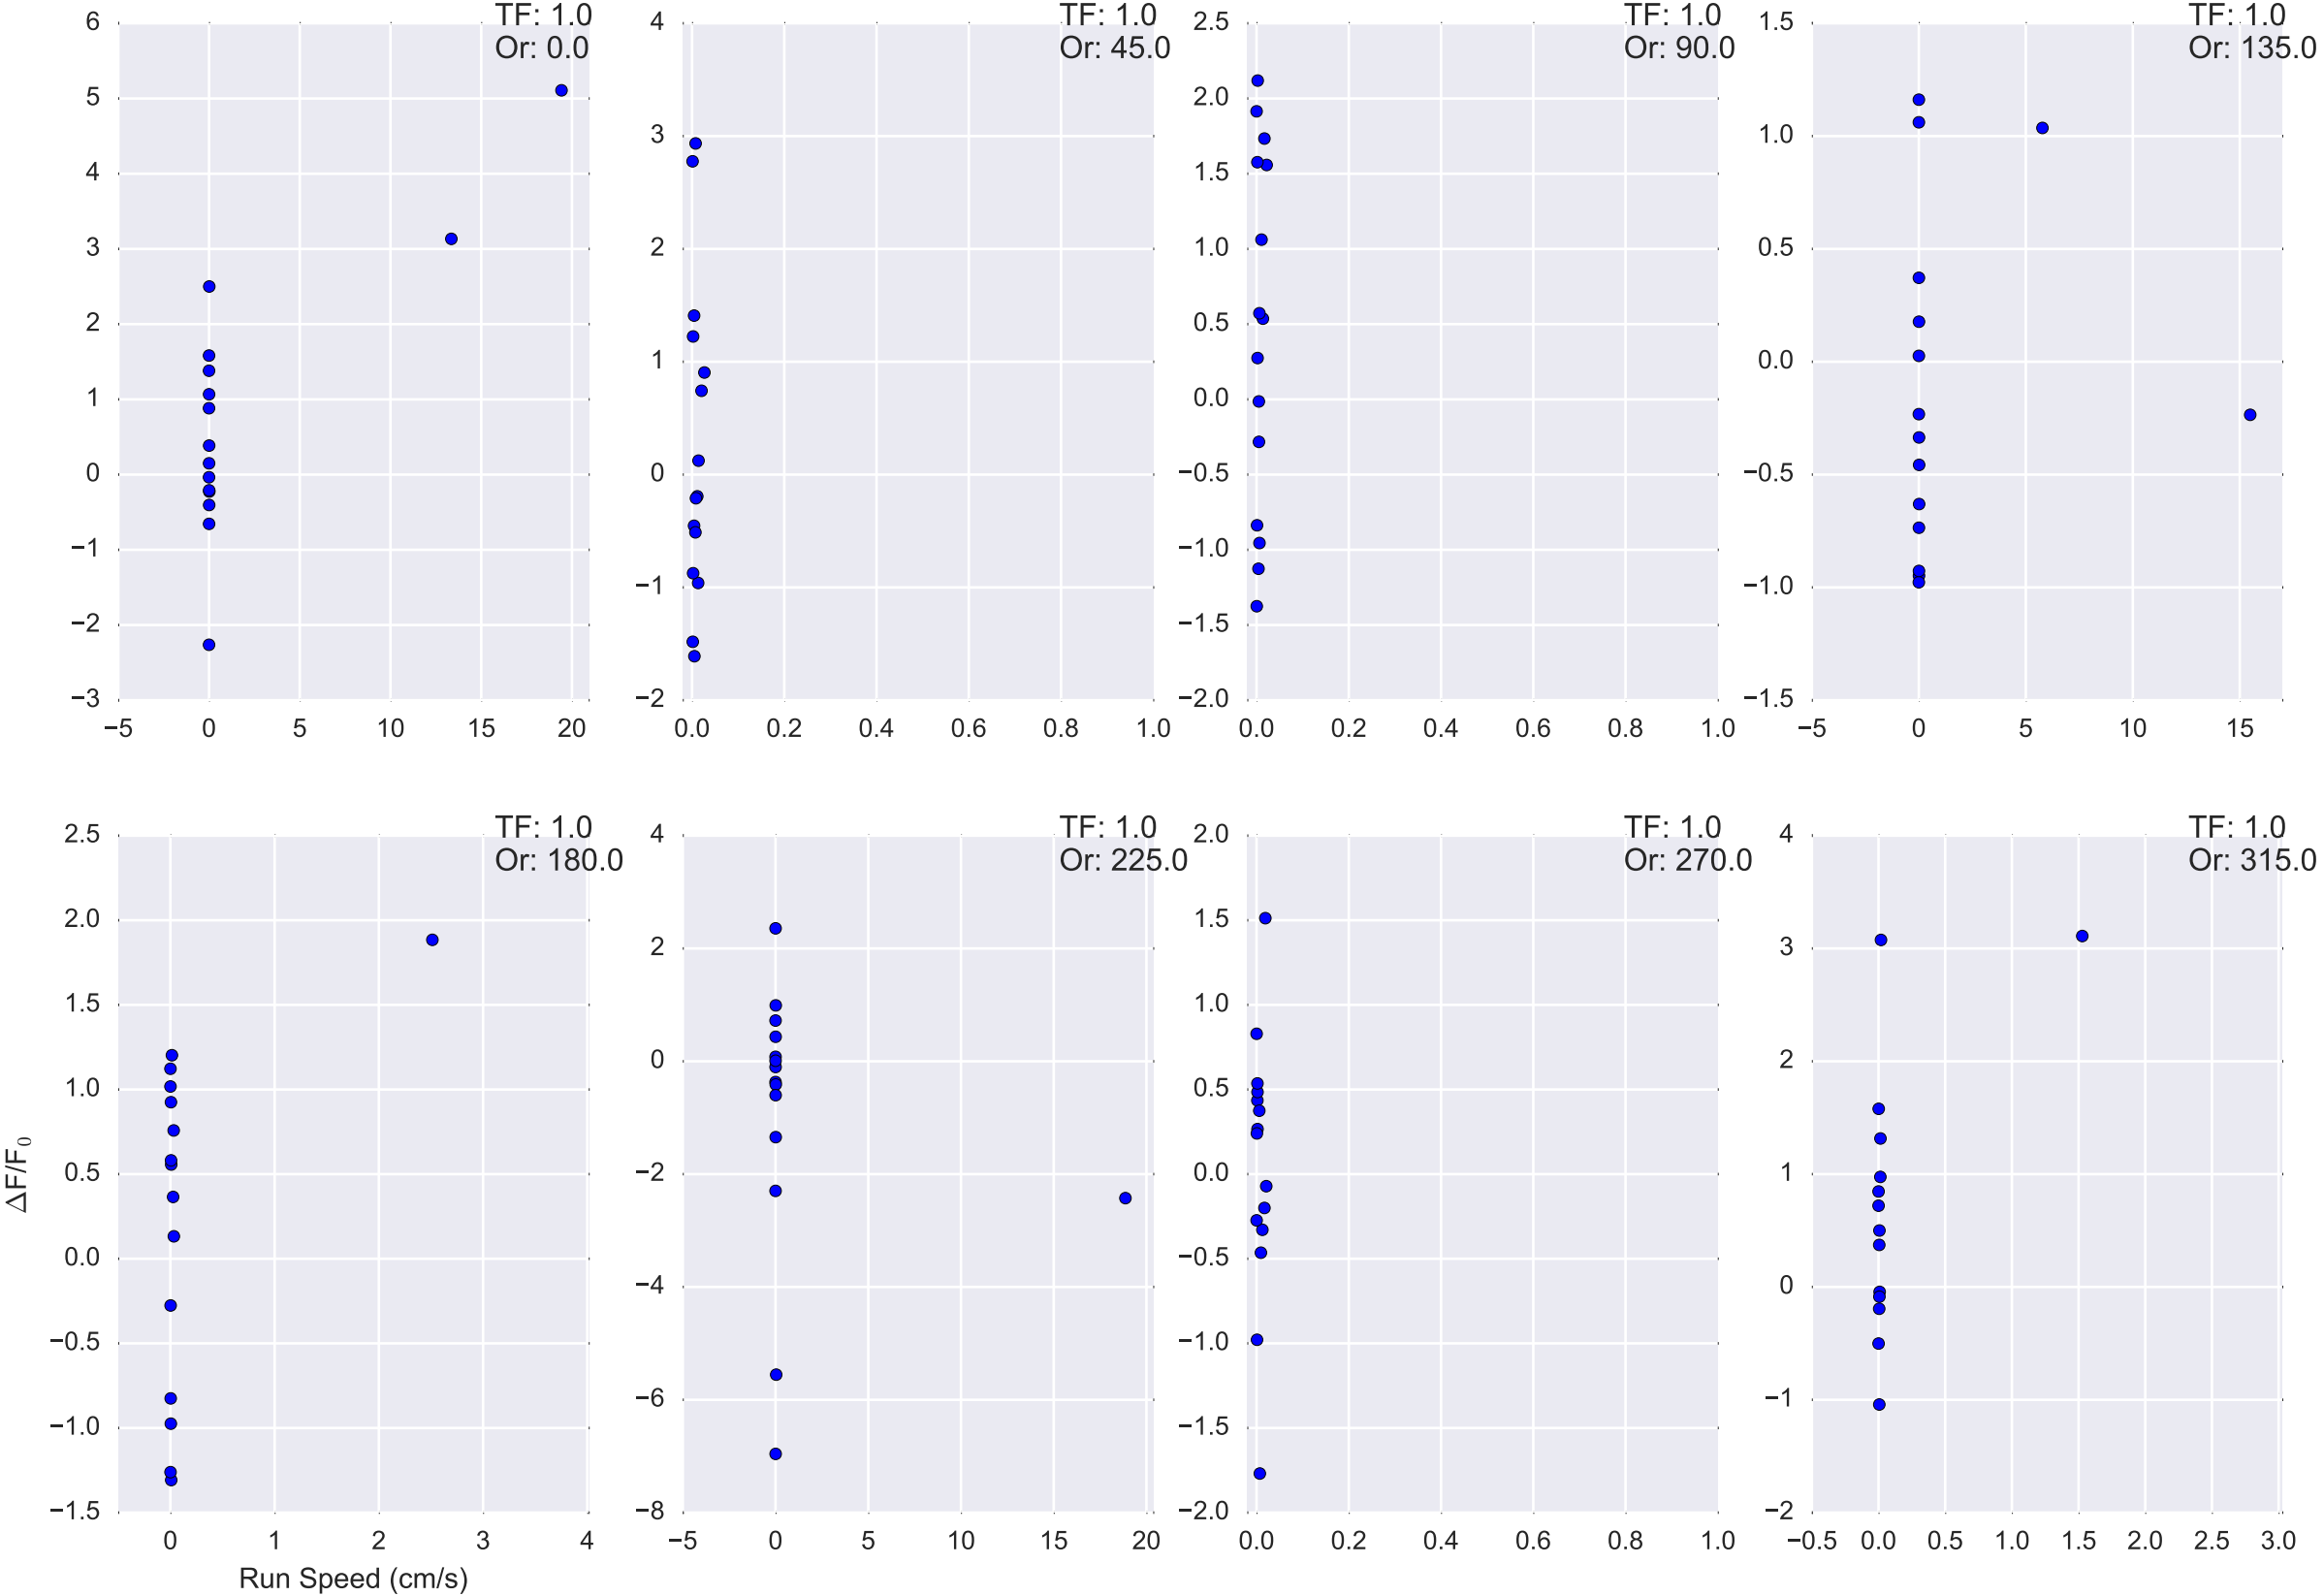 TF: 1.0
Or: 0.0
6
5
4
3
2
1
0
−1
−2
−3
−5 0 5 10 15 20
TF: 1.0
Or: 45.0
4
3
2
1
0
−1
−2
0.0 0.2 0.4 0.6 0.8 1.0
TF: 1.0
Or: 90.0
2.5
2.0
1.5
1.0
0.5
0.0
−0.5
−1.0
−1.5
−2.0
0.0 0.2 0.4 0.6 0.8 1.0
TF: 1.0
Or: 135.0
1.5
1.0
0.5
0.0
−0.5
−1.0
−1.5
−5 0 5 10 15
TF: 1.0
Or: 180.0
2.5
2.0
1.5
1.0
0.5
0.0
−0.5
−1.0
−1.5
0 1 2 3 4
ΔF/F₀
Run Speed (cm/s)
TF: 1.0
Or: 225.0
4
2
0
−2
−4
−6
−8
−5 0 5 10 15 20
TF: 1.0
Or: 270.0
2.0
1.5
1.0
0.5
0.0
−0.5
−1.0
−1.5
−2.0
0.0 0.2 0.4 0.6 0.8 1.0
TF: 1.0
Or: 315.0
4
3
2
1
0
−1
−2
−0.5 0.0 0.5 1.0 1.5 2.0 2.5 3.0